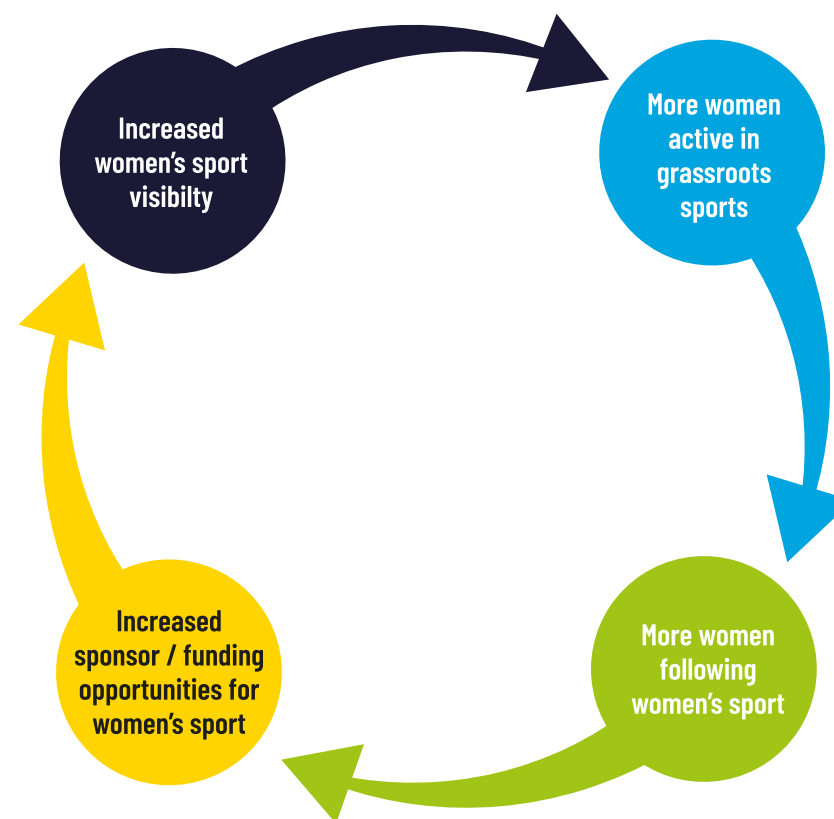 Increased
women’s sport
visibilty
More women
active in
grassroots
sports
More women
following
women’s sport
Increased
sponsor / funding
opportunities for
women’s sport